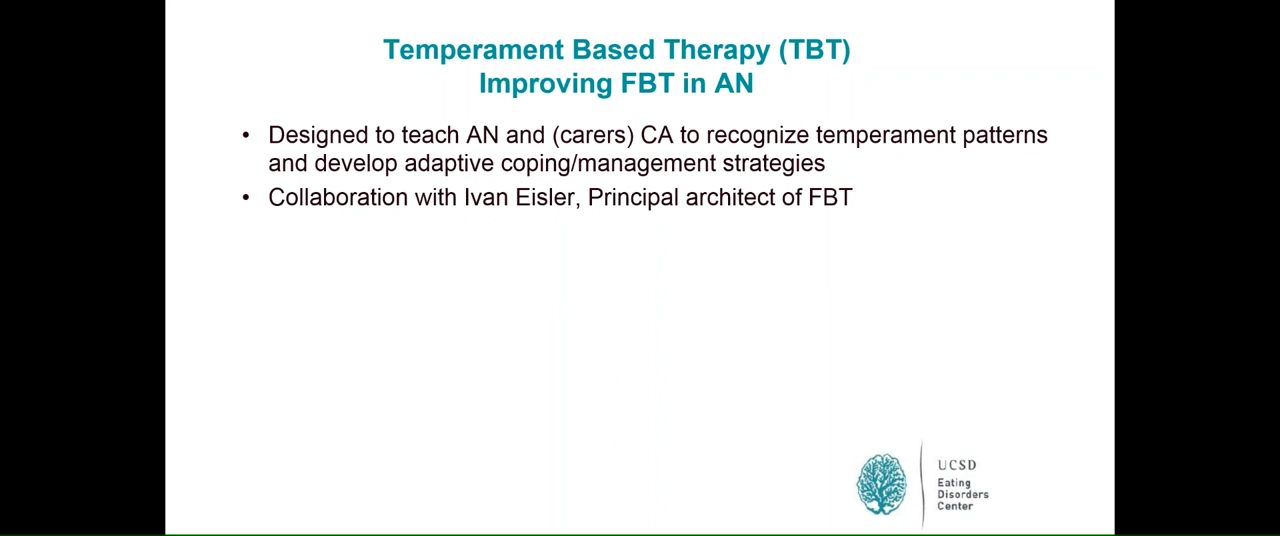 Temperament Based Therapy (TBT)
Improving FBT in AN
• Designed to teach AN and (carers) CA to recognize temperament patterns
and develop adaptive coping/management strategies
• Collaboration with Ivan Eisler, Principal architect of FBT
UCSD
Eating
Disorders
Center